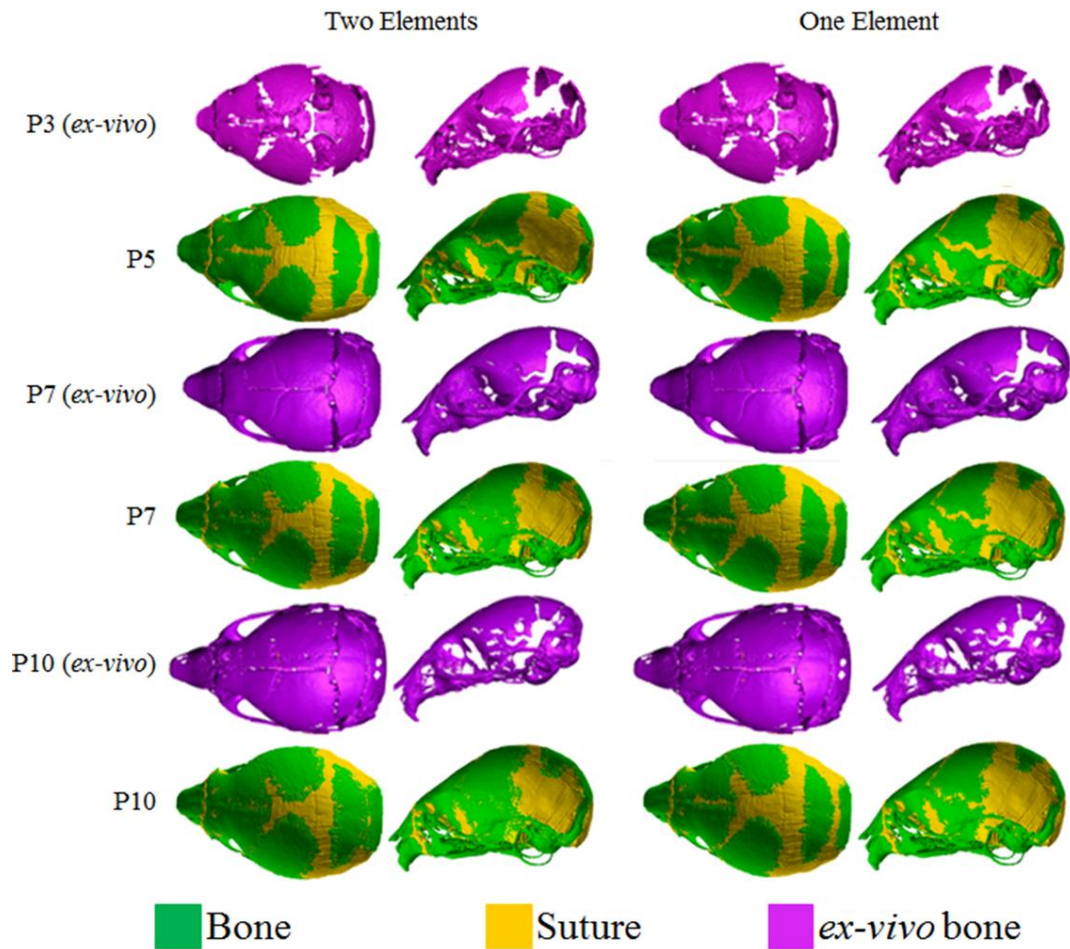 Two Elements
One Element
P3 (ex-vivo)
P5
P7 (ex-vivo)
P7
P10 (ex-vivo)
P10
Bone
Suture
ex-vivo bone